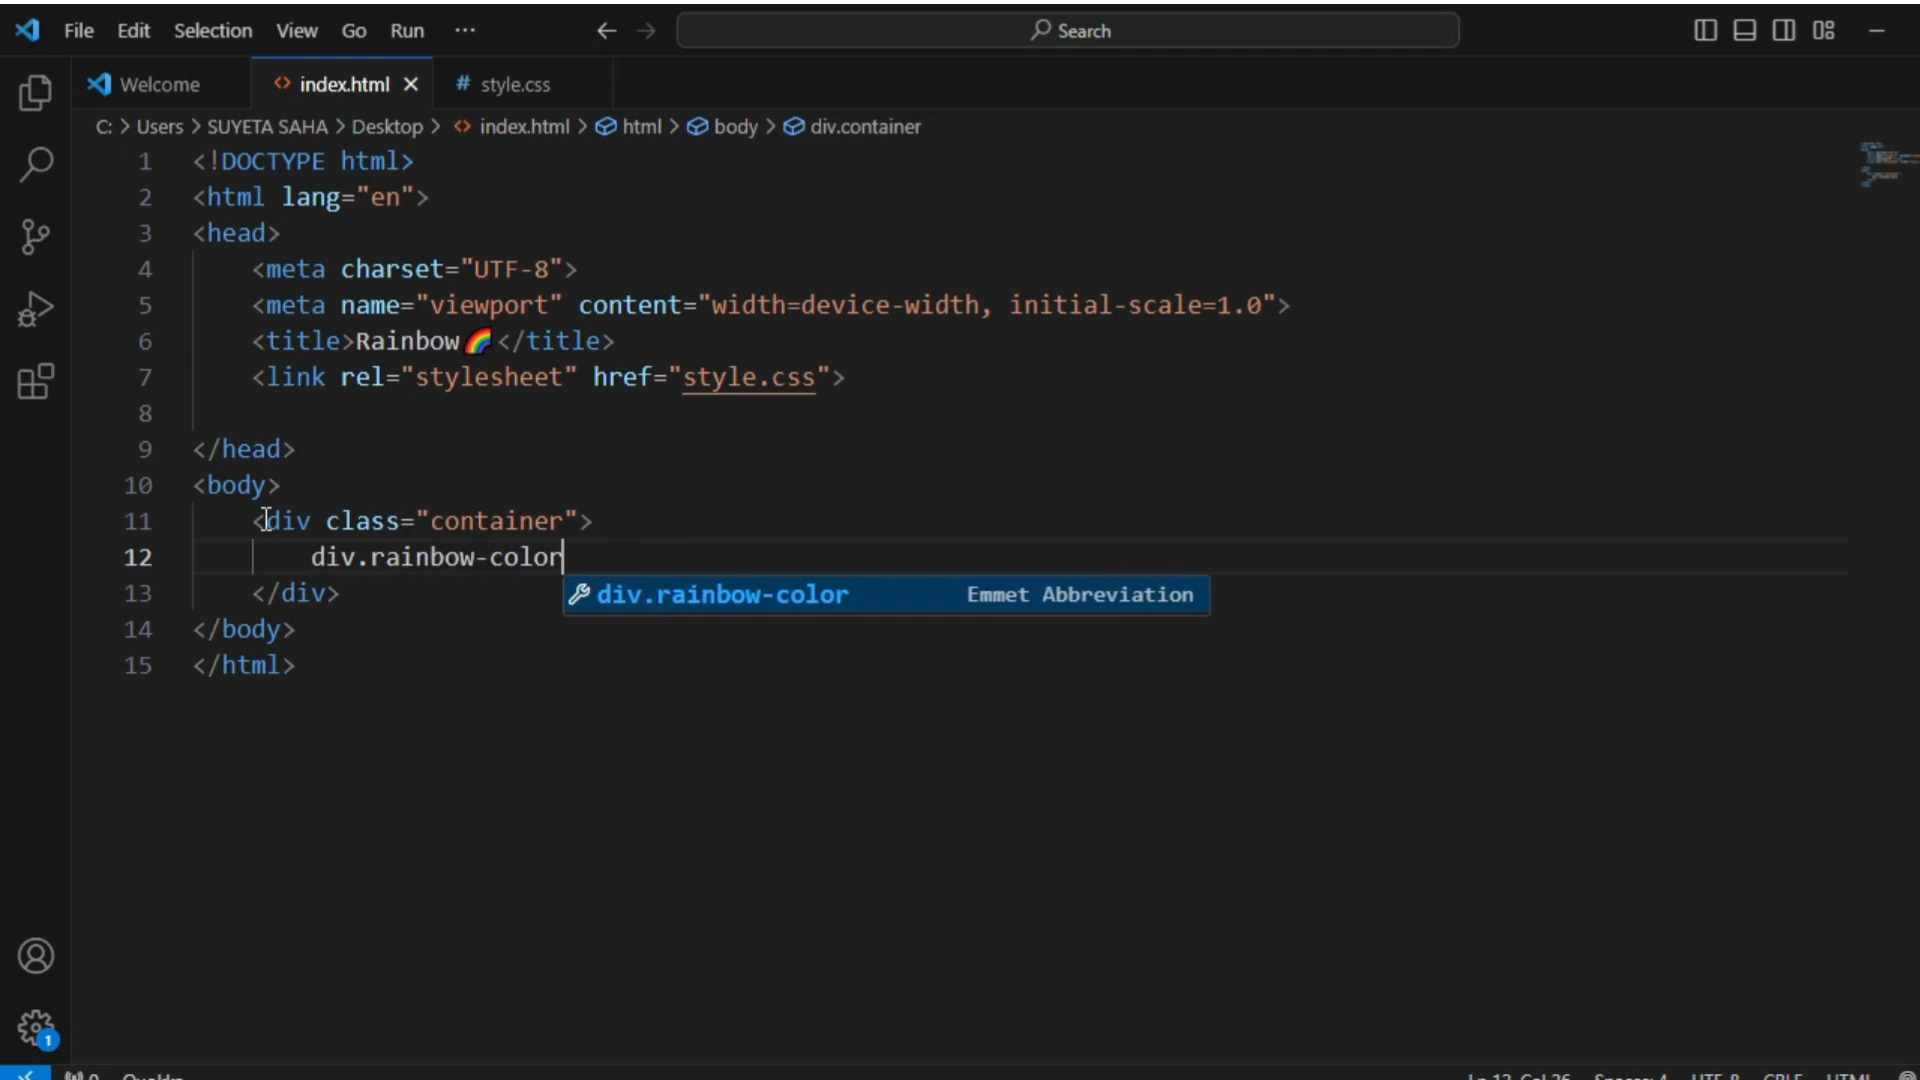 File Edit Selection View Go Run ··· Search
Welcome index.html style.css
C: > Users > SUYETA SAHA > Desktop > index.html > html > body > div.container
1 <!DOCTYPE html>
2 <html lang="en">
3 <head>
4 <meta charset="UTF-8">
5 <meta name="viewport" content="width=device-width, initial-scale=1.0">
6 <title>Rainbow🌈</title>
7 <link rel="stylesheet" href="style.css">
8
9 </head>
10 <body>
11 <div class="container">
12 div.rainbow-color
13 </div>
div.rainbow-color Emmet Abbreviation
14 </body>
15 </html>
1